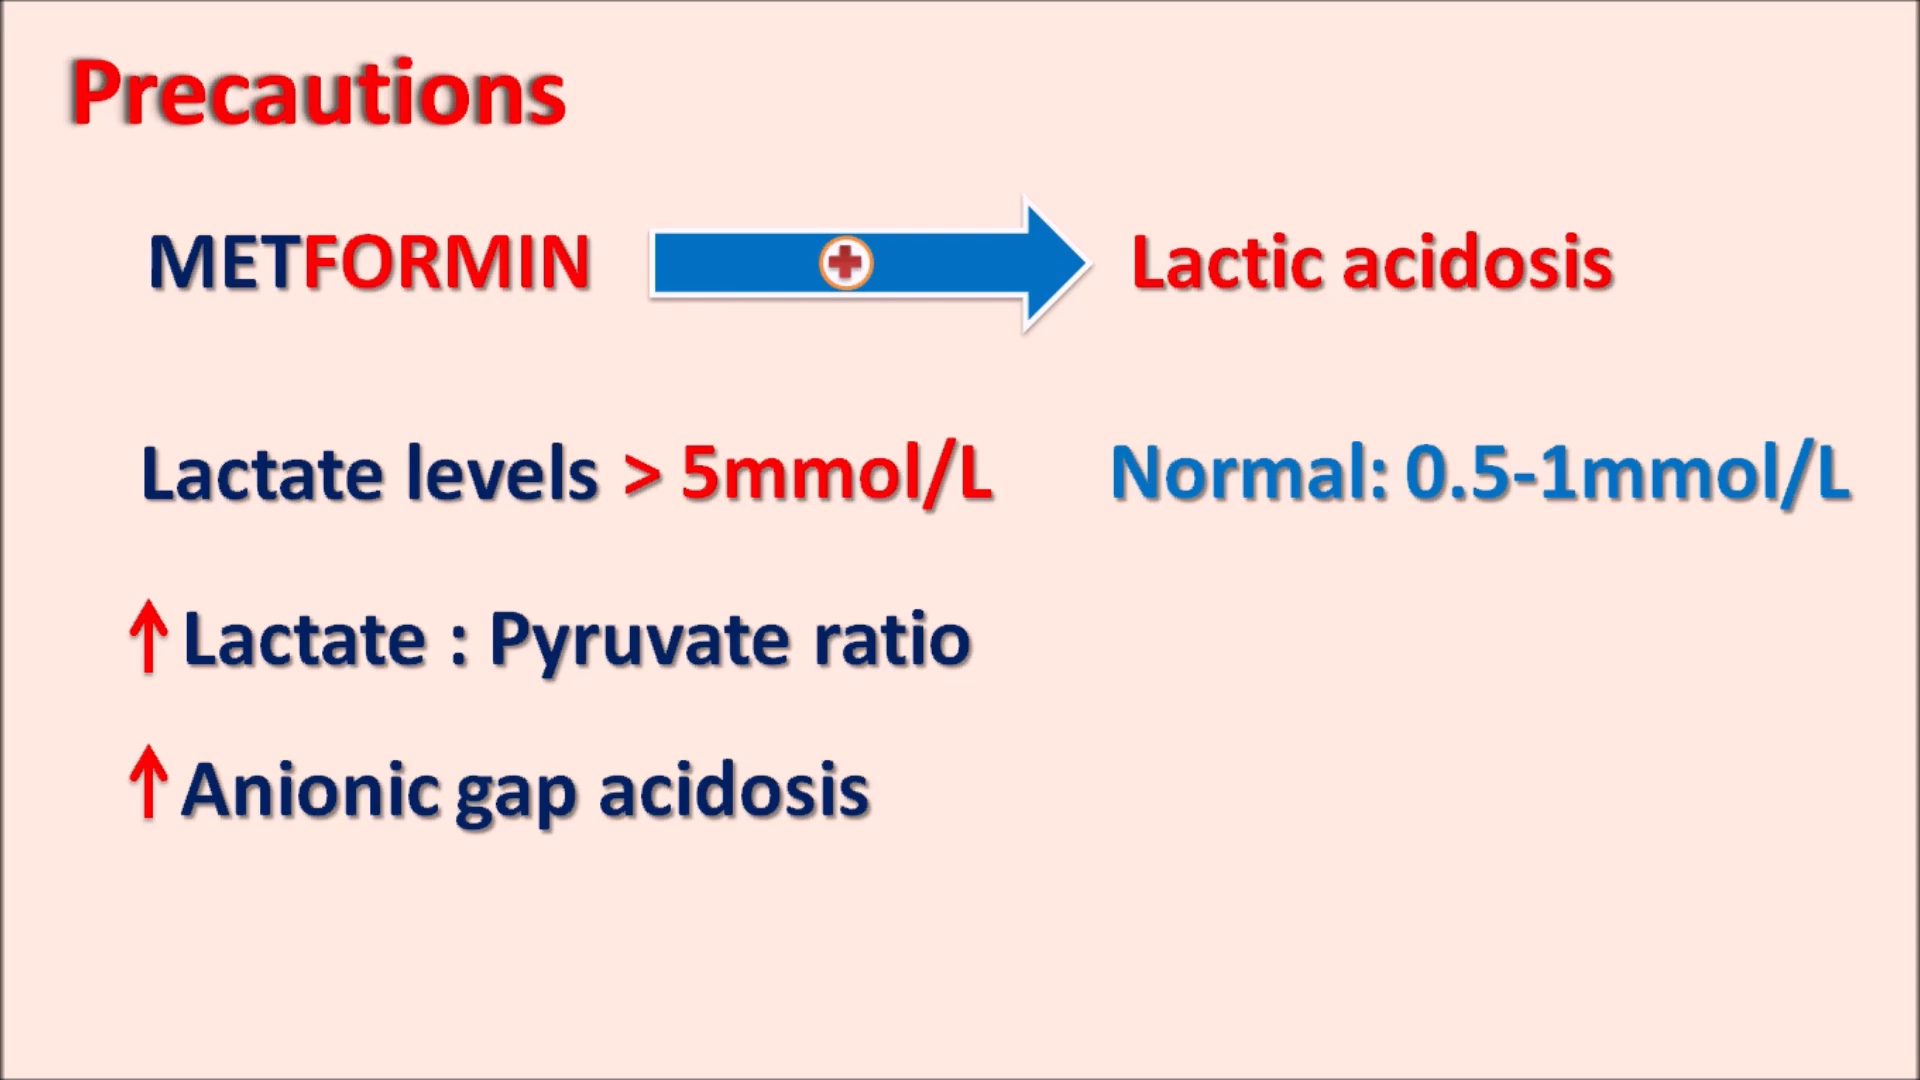 Precautions
METFORMIN Lactic acidosis
Lactate levels > 5mmol/L Normal: 0.5-1mmol/L
↑ Lactate : Pyruvate ratio
↑ Anionic gap acidosis